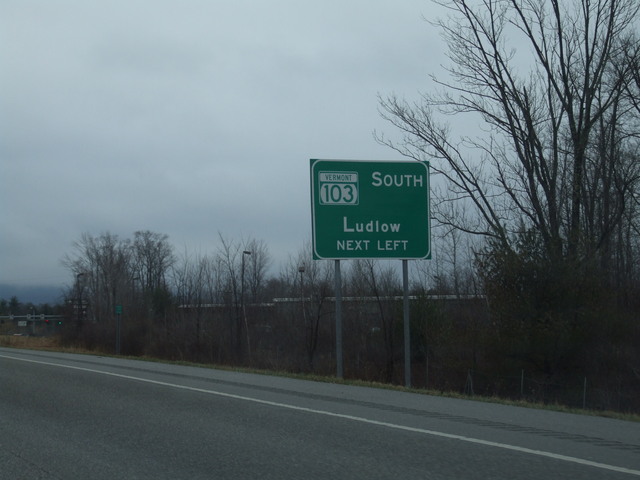 VERMONT
103
SOUTH
Ludlow
NEXT LEFT